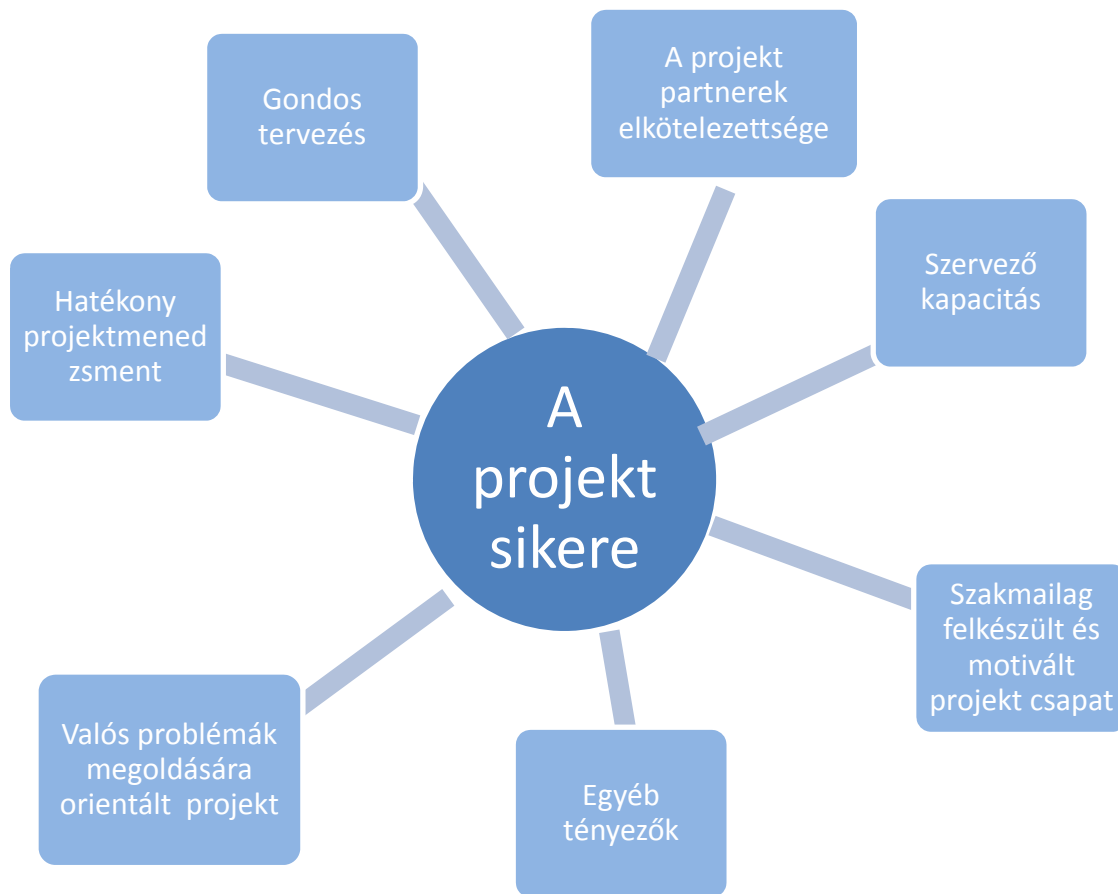 Gondos
tervezés
A projekt
partnerek
elkötelezettsége
Szervező
kapacitás
Hatékony
projektmened
zsment
A
projekt
sikere
Szakmailag
felkészült és
motivált
projekt csapat
Valós problémák
megoldására
orientált projekt
Egyéb
tényezők